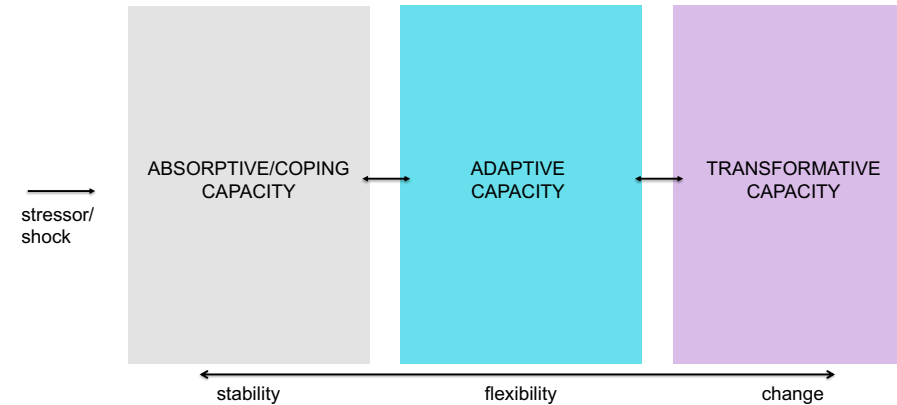 ABSORPTIVE/COPING
CAPACITY
ADAPTIVE
CAPACITY
TRANSFORMATIVE
CAPACITY
stressor/
shock
stability
flexibility
change